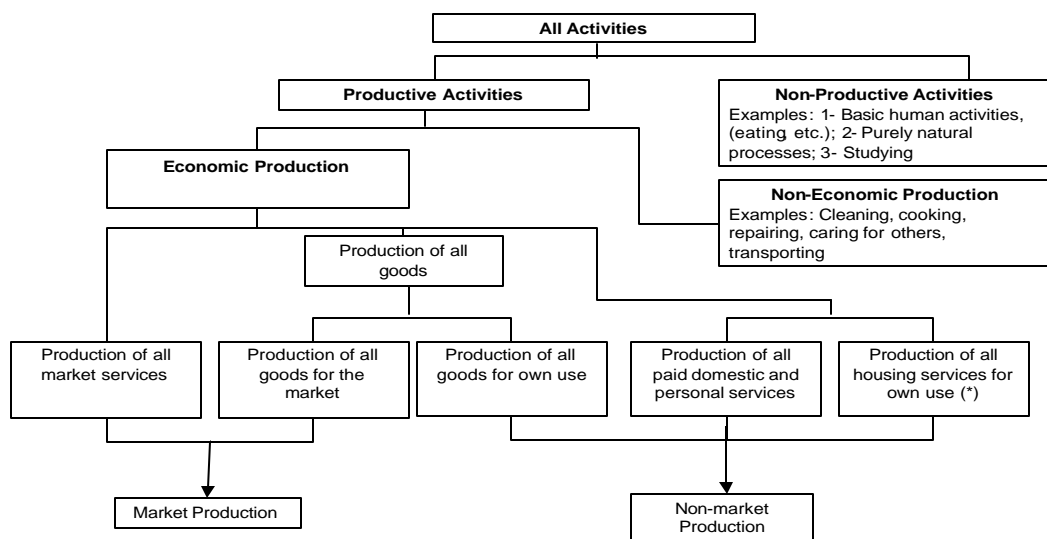 All Activities
Productive Activities
Non-Productive Activities
Examples: 1- Basic human activities,
(eating, etc.); 2- Purely natural
processes; 3- Studying
Economic Production
Non-Economic Production
Examples: Cleaning, cooking,
repairing, caring for others,
transporting
Production of all
goods
Production of all
market services
Production of all
goods for the
market
Production of all
goods for own use
Production of all
paid domestic and
personal services
Production of all
housing services for
own use (*)
Market Production
Non-market
Production